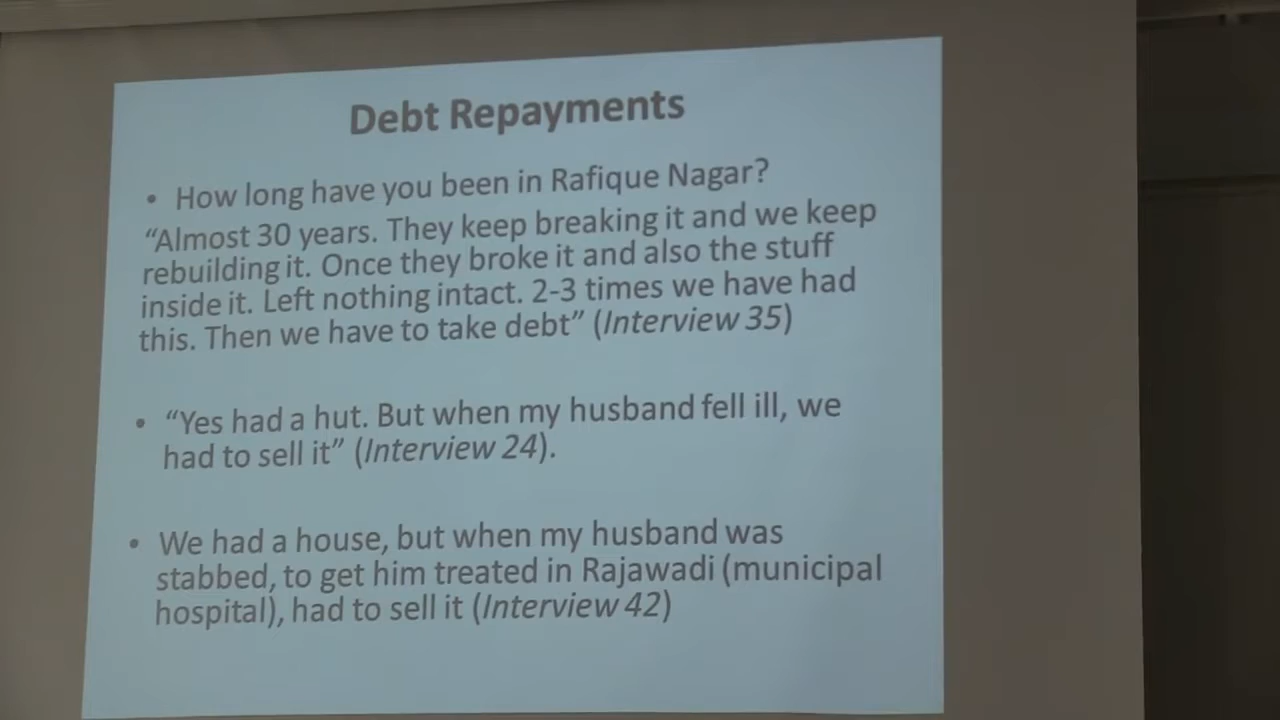 Debt Repayments
• How long have you been in Rafique Nagar?
“Almost 30 years. They keep breaking it and we keep
rebuilding it. Once they broke it and also the stuff
inside it. Left nothing intact. 2-3 times we have had
this. Then we have to take debt” (Interview 35)
• “Yes had a hut. But when my husband fell ill, we
had to sell it” (Interview 24).
• We had a house, but when my husband was
stabbed, to get him treated in Rajawadi (municipal
hospital), had to sell it (Interview 42)